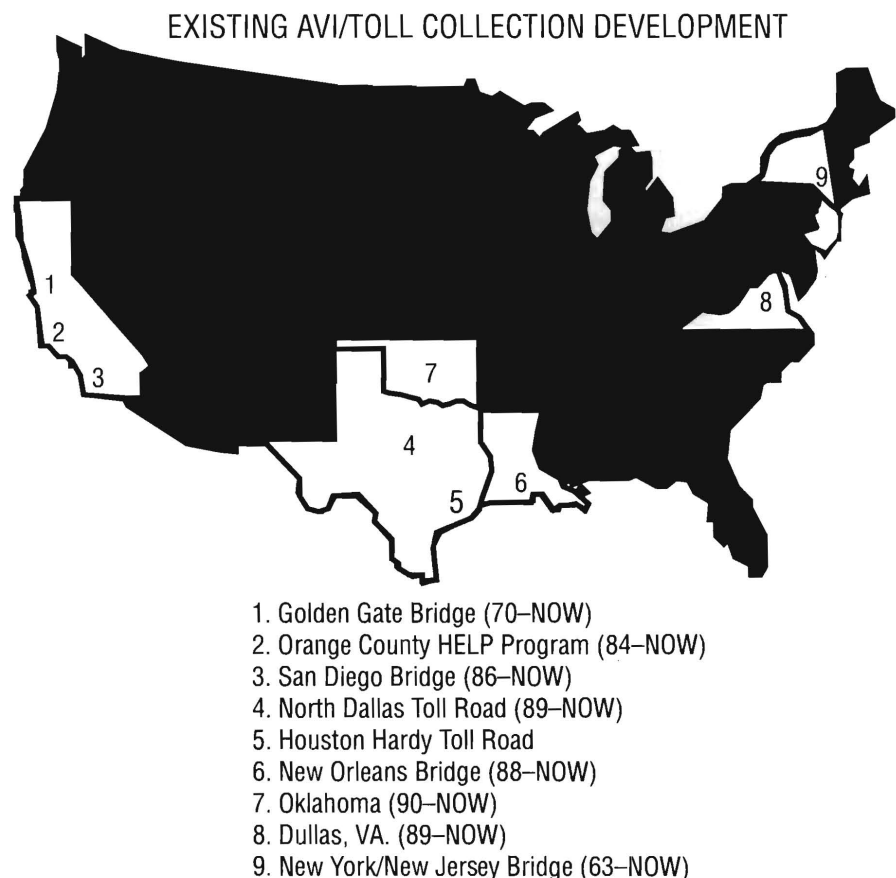 EXISTING AVI/TOLL COLLECTION DEVELOPMENT
9
1
8
2
7
3
4
6
5
1. Golden Gate Bridge (70–NOW)
2. Orange County HELP Program (84–NOW)
3. San Diego Bridge (86–NOW)
4. North Dallas Toll Road (89–NOW)
5. Houston Hardy Toll Road
6. New Orleans Bridge (88–NOW)
7. Oklahoma (90–NOW)
8. Dullas, VA. (89–NOW)
9. New York/New Jersey Bridge (63–NOW)